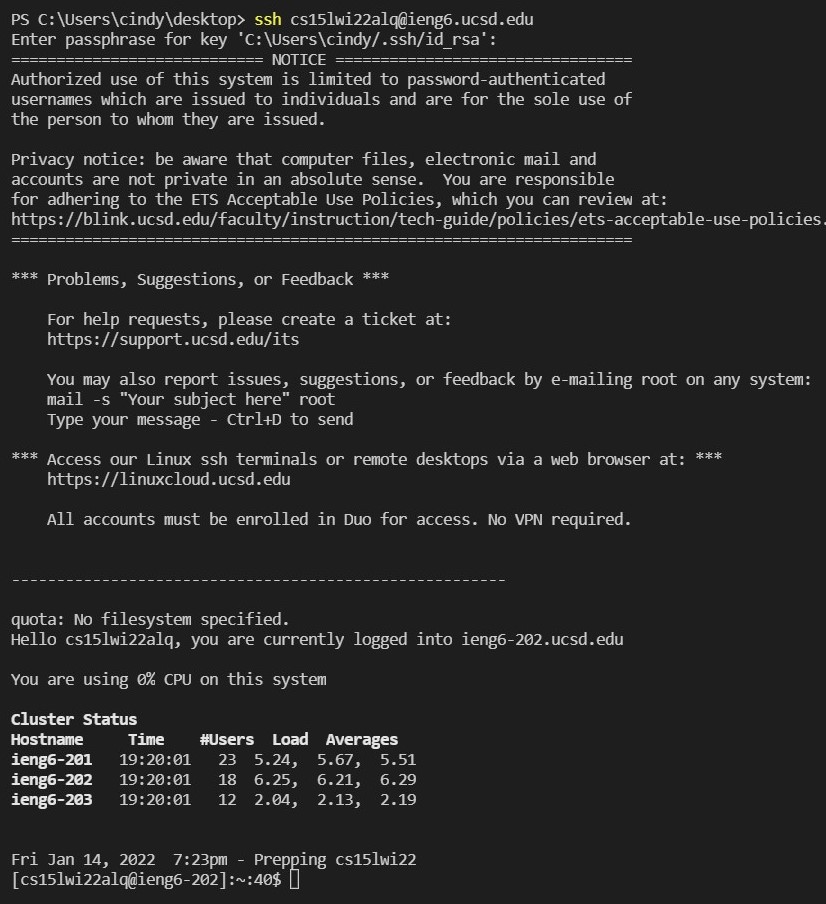 PS C:\Users\cindy\desktop> ssh cs15lwi22alq@ieng6.ucsd.edu
Enter passphrase for key 'C:\Users\cindy/.ssh/id_rsa':
============================ NOTICE =================================
Authorized use of this system is limited to password-authenticated
usernames which are issued to individuals and are for the sole use of
the person to whom they are issued.

Privacy notice: be aware that computer files, electronic mail and
accounts are not private in an absolute sense.  You are responsible
for adhering to the ETS Acceptable Use Policies, which you can review at:
https://blink.ucsd.edu/faculty/instruction/tech-guide/policies/ets-acceptable-use-policies.
=====================================================================

*** Problems, Suggestions, or Feedback ***

    For help requests, please create a ticket at:
    https://support.ucsd.edu/its

    You may also report issues, suggestions, or feedback by e-mailing root on any system:
    mail -s "Your subject here" root
    Type your message - Ctrl+D to send

*** Access our Linux ssh terminals or remote desktops via a web browser at: ***
    https://linuxcloud.ucsd.edu

    All accounts must be enrolled in Duo for access. No VPN required.


-------------------------------------------------------

quota: No filesystem specified.
Hello cs15lwi22alq, you are currently logged into ieng6-202.ucsd.edu

You are using 0% CPU on this system

Cluster Status
Hostname     Time    #Users  Load  Averages
ieng6-201   19:20:01   23  5.24,  5.67,  5.51
ieng6-202   19:20:01   18  6.25,  6.21,  6.29
ieng6-203   19:20:01   12  2.04,  2.13,  2.19


Fri Jan 14, 2022  7:23pm - Prepping cs15lwi22
[cs15lwi22alq@ieng6-202]:~:40$